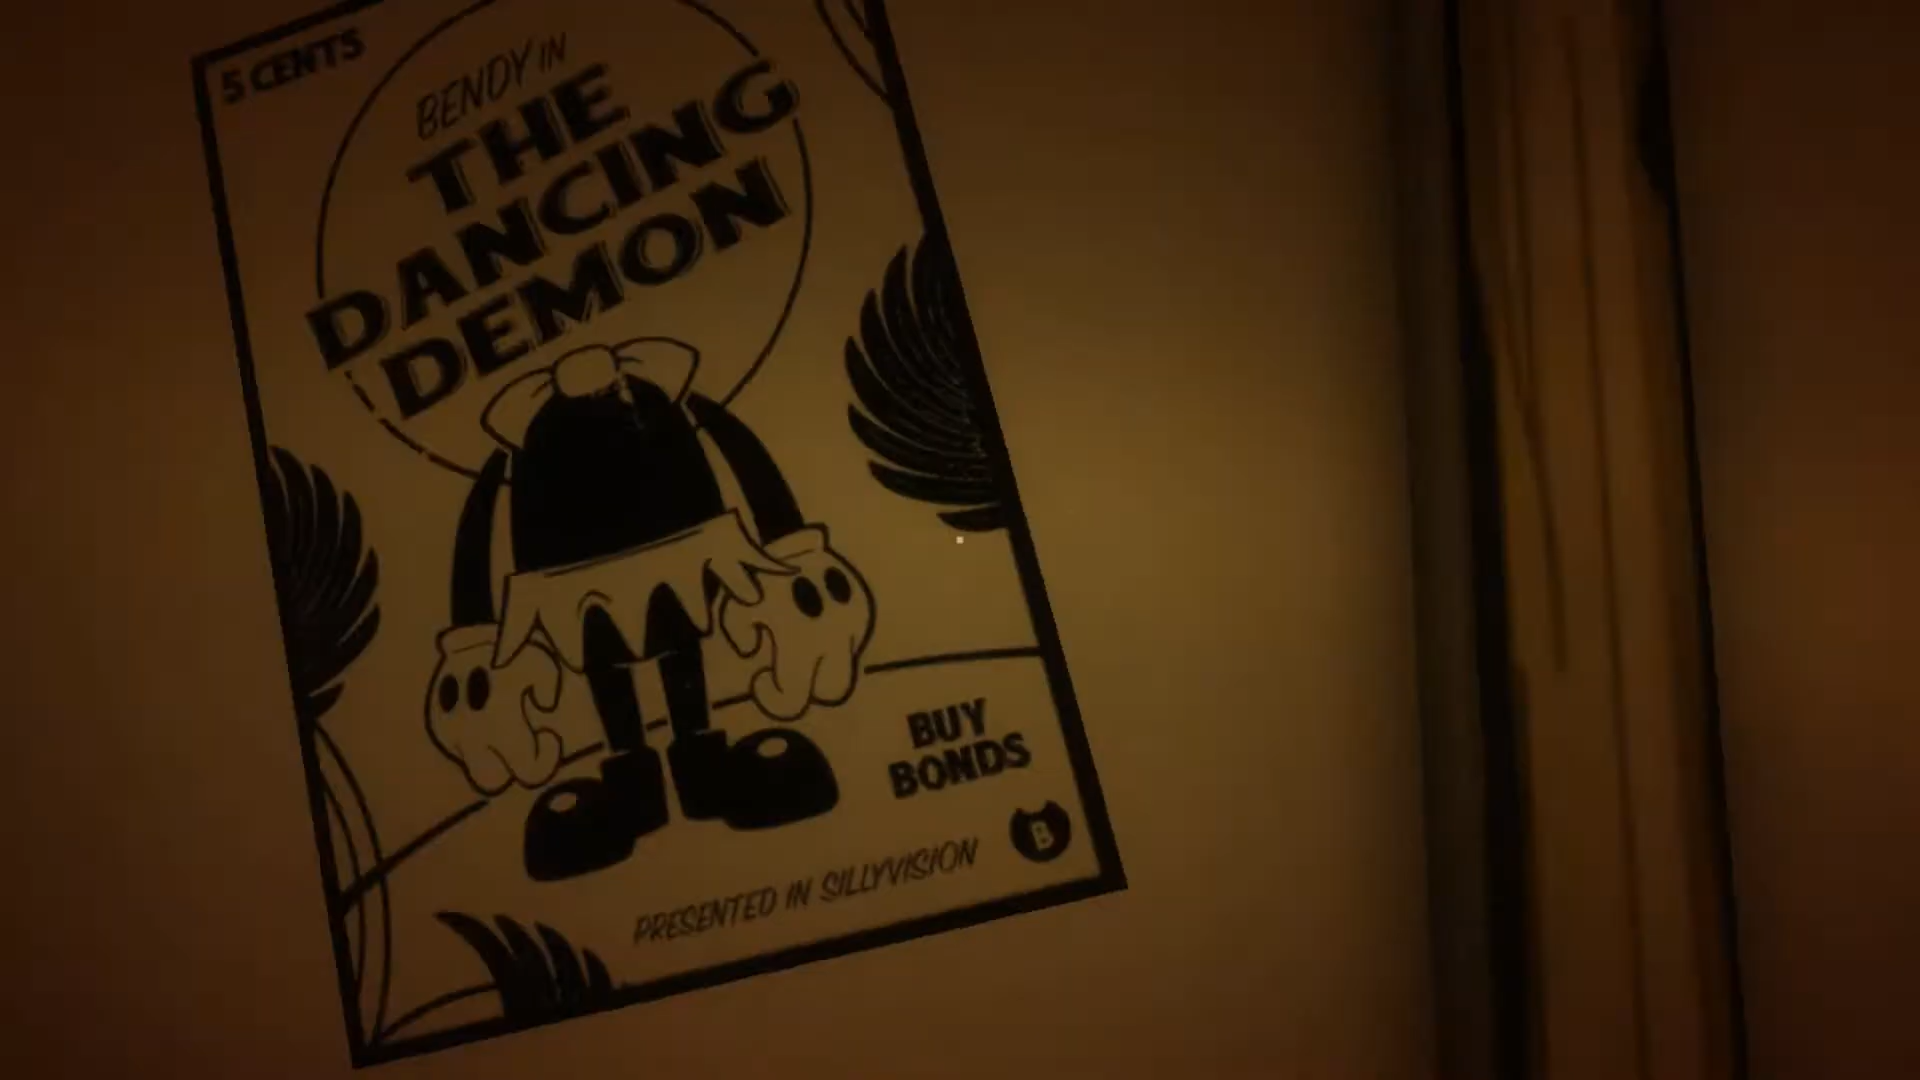 5 CENTS
BENDY IN
THE
DANCING
DEMON
BUY
BONDS
B
PRESENTED IN SILLYVISION